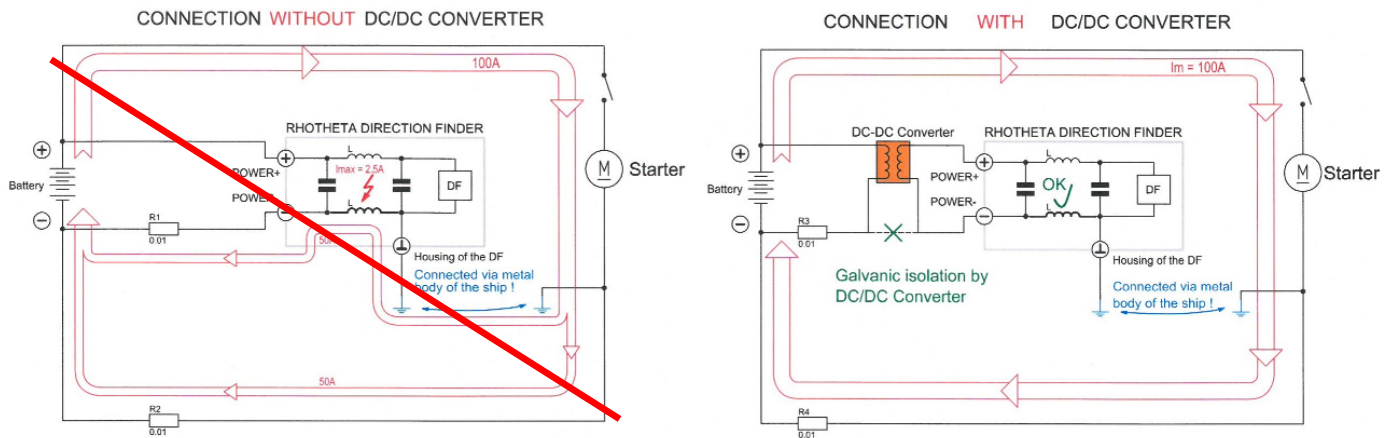 CONNECTION WITHOUT DC/DC CONVERTER
100A
RHOTHETA DIRECTION FINDER
L
POWER+
Imax = 2.5A
DF
M
Starter
Battery
POWER-
L
R1
0.01
50A
Housing of the DF
Connected via metal
body of the ship !
50A
R2
0.01
CONNECTION WITH DC/DC CONVERTER
Im = 100A
DC-DC Converter
RHOTHETA DIRECTION FINDER
L
POWER+
OK
DF
M
Starter
Battery
POWER-
L
R3
0.01
Housing of the DF
Galvanic isolation by
DC/DC Converter
Connected via metal
body of the ship !
R4
0.01